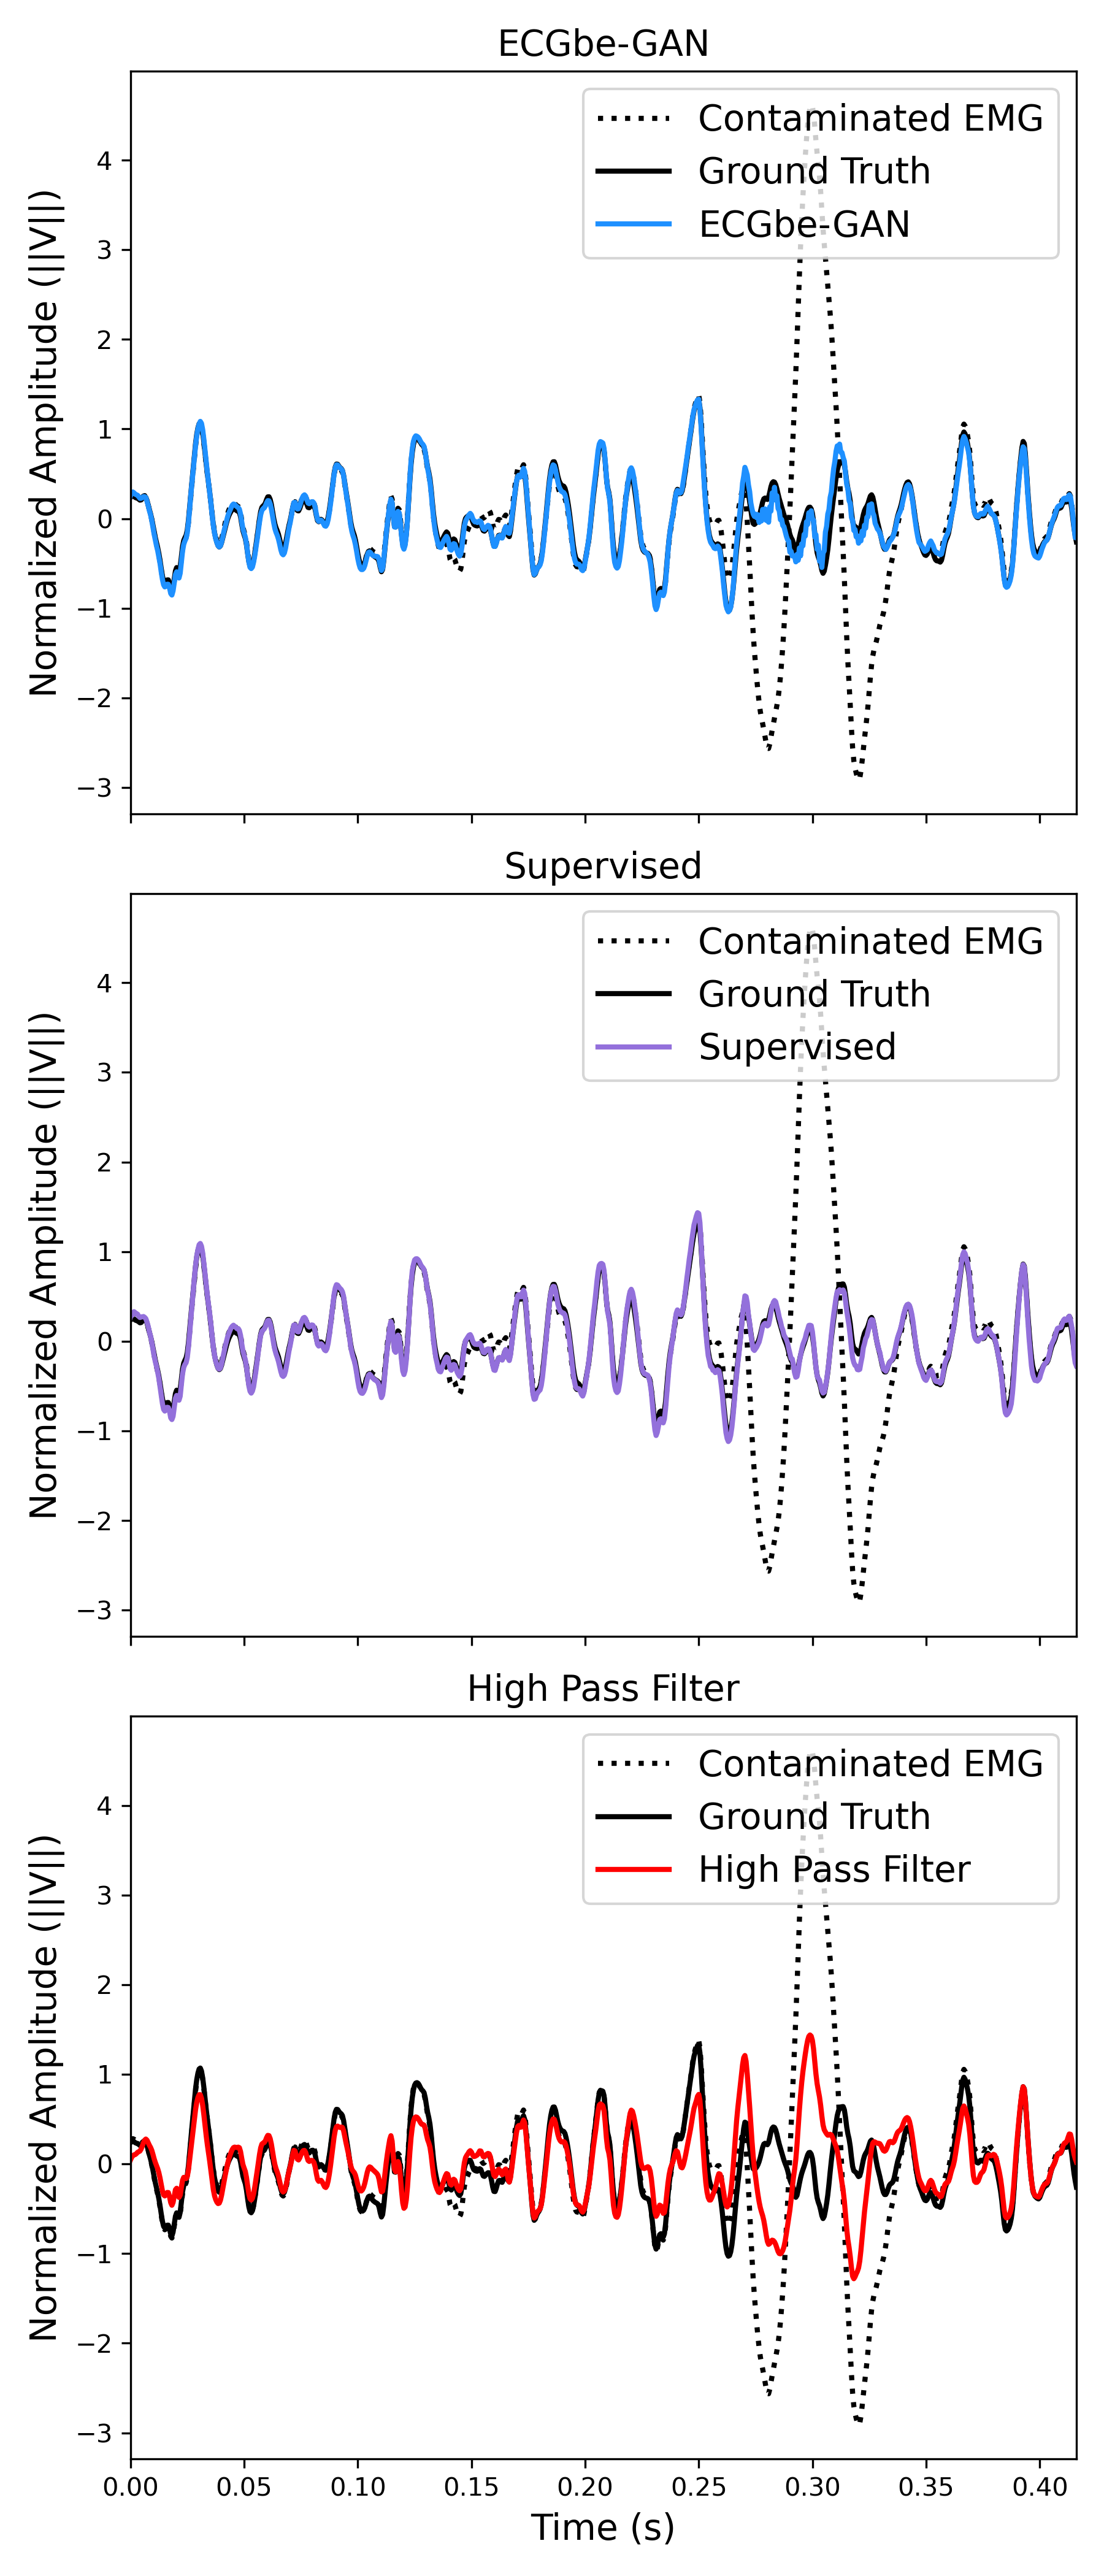 ECGbe-GAN
Contaminated EMG
Ground Truth
ECGbe-GAN
Normalized Amplitude (||V||)
4
3
2
1
0
−1
−2
−3
Supervised
Contaminated EMG
Ground Truth
Supervised
Normalized Amplitude (||V||)
4
3
2
1
0
−1
−2
−3
High Pass Filter
Contaminated EMG
Ground Truth
High Pass Filter
Normalized Amplitude (||V||)
4
3
2
1
0
−1
−2
−3
0.00 0.05 0.10 0.15 0.20 0.25 0.30 0.35 0.40
Time (s)